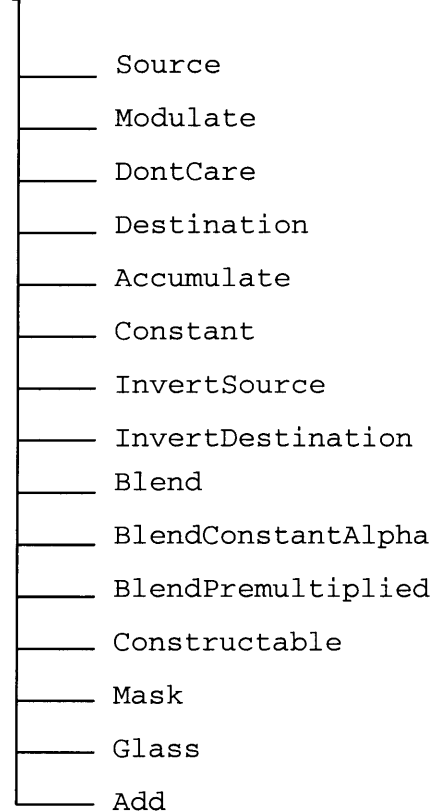 Source
Modulate
DontCare
Destination
Accumulate
Constant
InvertSource
InvertDestination
Blend
BlendConstantAlpha
BlendPremultiplied
Constructable
Mask
Glass
Add